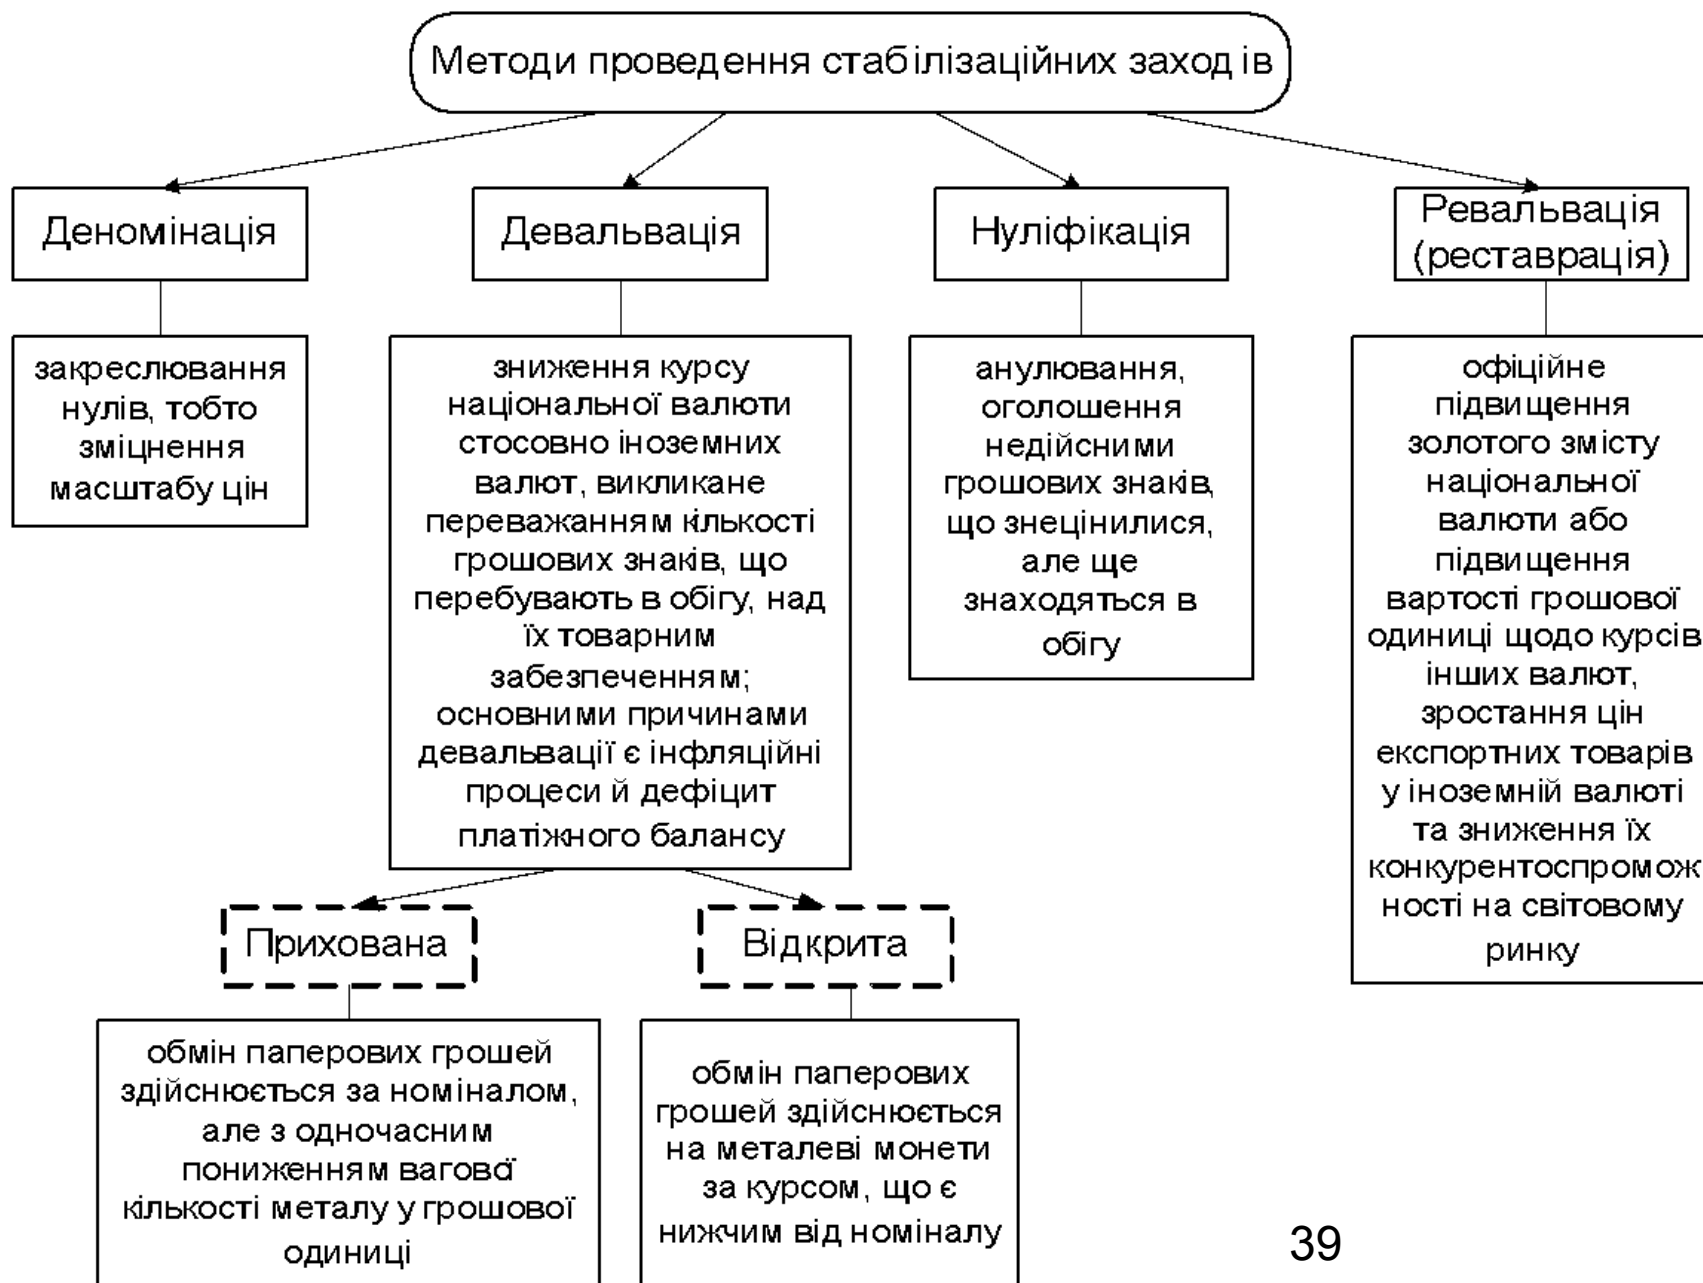 Методи проведення стабілізаційних заходів
Деномінація
закреслювання
нулів, тобто
зміцнення
масштабу цін
Девальвація
зниження курсу
національної валюти
стосовно іноземних
валют, викликане
переважанням кількості
грошових знаків, що
перебувають в обігу, над
їх товарним
забезпеченням;
основними причинами
девальвації є інфляційні
процеси й дефіцит
платіжного балансу
Прихована
обмін паперових грошей
здійснюється за номіналом,
але з одночасним
пониженням вагової
кількості металу у грошової
одиниці
Відкрита
обмін паперових
грошей здійснюється
на металеві монети
за курсом, що є
нижчим від номіналу
Нуліфікація
анулювання,
оголошення
недійсними
грошових знаків,
що знецінилися,
але ще
знаходяться в
обігу
Ревальвація
(реставрація)
офіційне
підвищення
золотого змісту
національної
валюти або
підвищення
вартості грошової
одиниці щодо курсів
інших валют,
зростання цін
експортних товарів
у іноземній валюті
та зниження їх
конкурентоспромож
ності на світовому
ринку
39